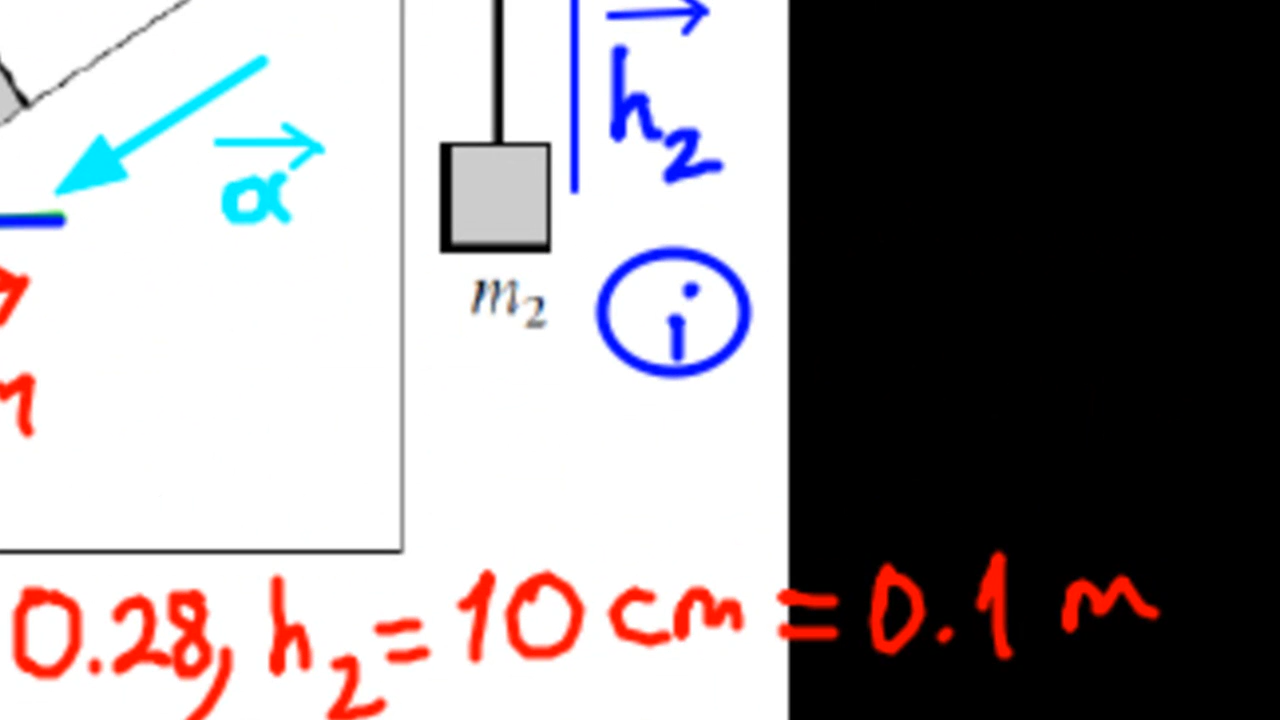 h₂
α
m₂
i
0.28, h₂ = 10 cm = 0.1 m